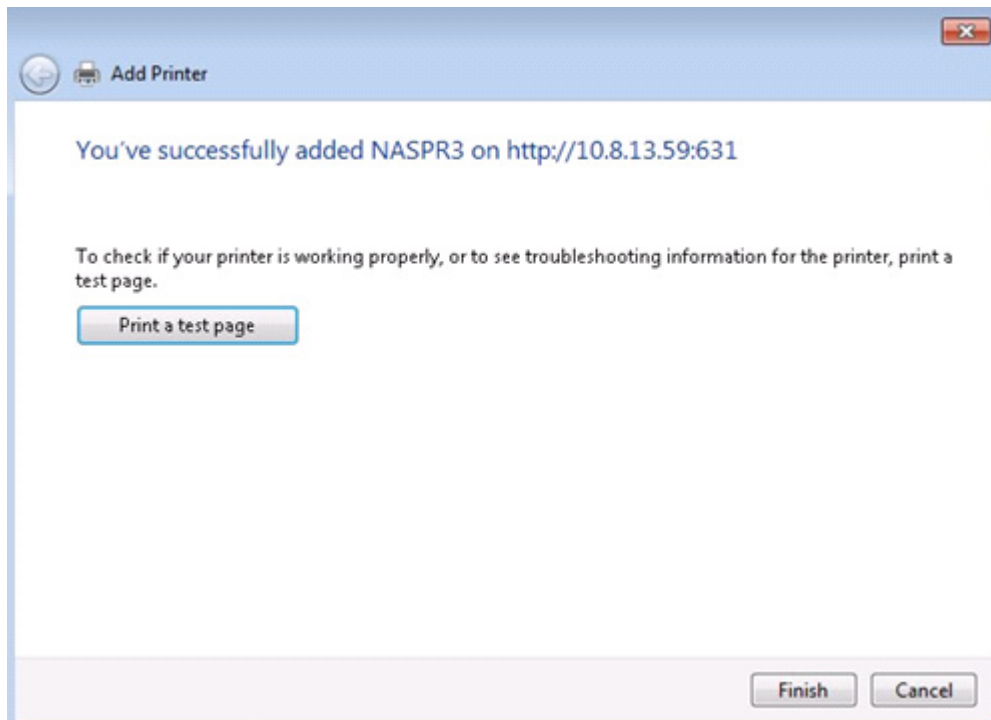 Add Printer
You've successfully added NASPR3 on http://10.8.13.59:631
To check if your printer is working properly, or to see troubleshooting information for the printer, print a
test page.
Print a test page
Finish
Cancel